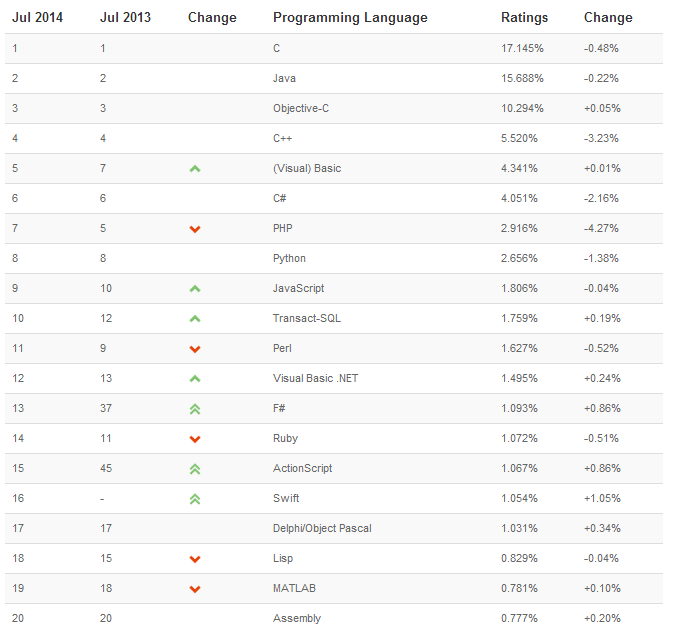 Jul 2014 Jul 2013 Change Programming Language Ratings Change
1 1 C 17.145% -0.48%
2 2 Java 15.688% -0.22%
3 3 Objective-C 10.294% +0.05%
4 4 C++ 5.520% -3.23%
5 7 (Visual) Basic 4.341% +0.01%
6 6 C# 4.051% -2.16%
7 5 PHP 2.916% -4.27%
8 8 Python 2.656% -1.38%
9 10 JavaScript 1.806% -0.04%
10 12 Transact-SQL 1.759% +0.19%
11 9 Perl 1.627% -0.52%
12 13 Visual Basic .NET 1.495% +0.24%
13 37 F# 1.093% +0.86%
14 11 Ruby 1.072% -0.51%
15 45 ActionScript 1.067% +0.86%
16 - Swift 1.054% +1.05%
17 17 Delphi/Object Pascal 1.031% +0.34%
18 15 Lisp 0.829% -0.04%
19 18 MATLAB 0.781% +0.10%
20 20 Assembly 0.777% +0.20%